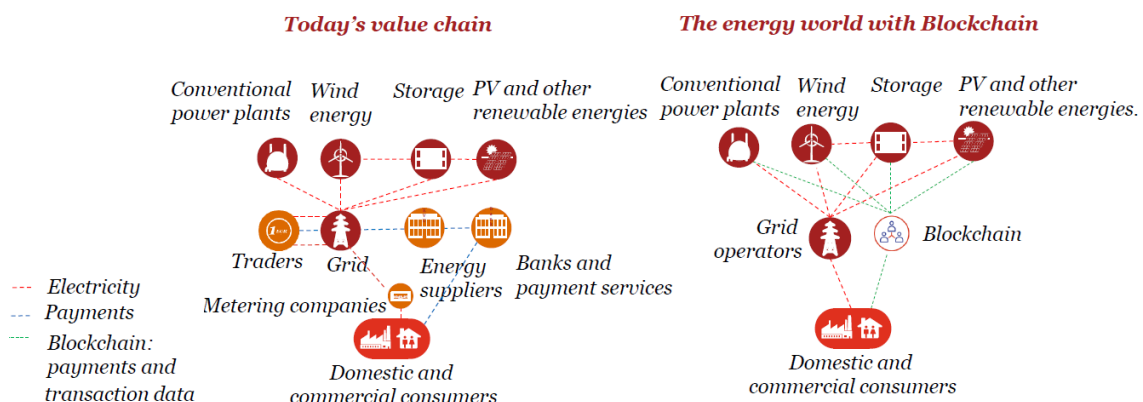 Today's value chain
The energy world with Blockchain
Conventional
power plants
Wind
energy
Storage
PV and other
renewable energies
Conventional
power plants
Wind
energy
Storage
PV and other
renewable energies.
Traders
Grid
Energy
suppliers
Banks and
payment services
Grid
operators
Blockchain
Metering companies
Electricity
Payments
Blockchain:
payments and
transaction data
Domestic and
commercial consumers
Domestic and
commercial consumers